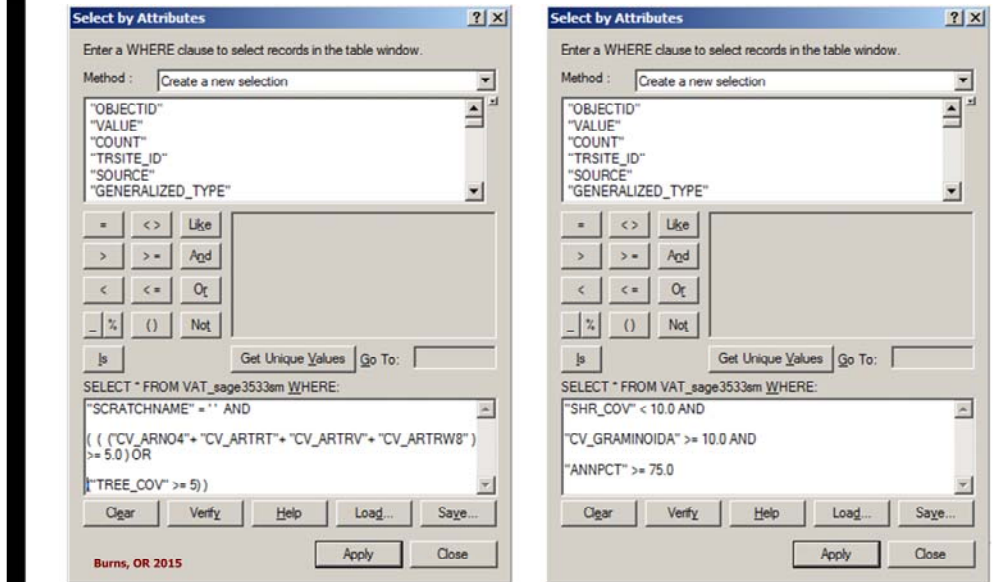 Select by Attributes
Enter a WHERE clause to select records in the table window.
Method : Create a new selection
"OBJECTID"
"VALUE"
"COUNT"
"TRSITE_ID"
"SOURCE"
"GENERALIZED_TYPE"
= <> Like
> >= And
< <= Or
_ % () Not
Is Get Unique Values Go To:
SELECT * FROM VAT_sage3533sm WHERE:
"SCRATCHNAME" = ' ' AND
( ( ("CV_ARNO4"+ "CV_ARTRT"+ "CV_ARTRV"+ "CV_ARTRW8" )
>= 5.0 ) OR
("TREE_COV" >= 5) )
Clear Verify Help Load... Save...
Apply Close
Burns, OR 2015
Select by Attributes
Enter a WHERE clause to select records in the table window.
Method : Create a new selection
"OBJECTID"
"VALUE"
"COUNT"
"TRSITE_ID"
"SOURCE"
"GENERALIZED_TYPE"
= <> Like
> >= And
< <= Or
_ % () Not
Is Get Unique Values Go To:
SELECT * FROM VAT_sage3533sm WHERE:
"SHR_COV" < 10.0 AND
"CV_GRAMINOIDA" >= 10.0 AND
"ANNPCT" >= 75.0
Clear Verify Help Load... Save...
Apply Close